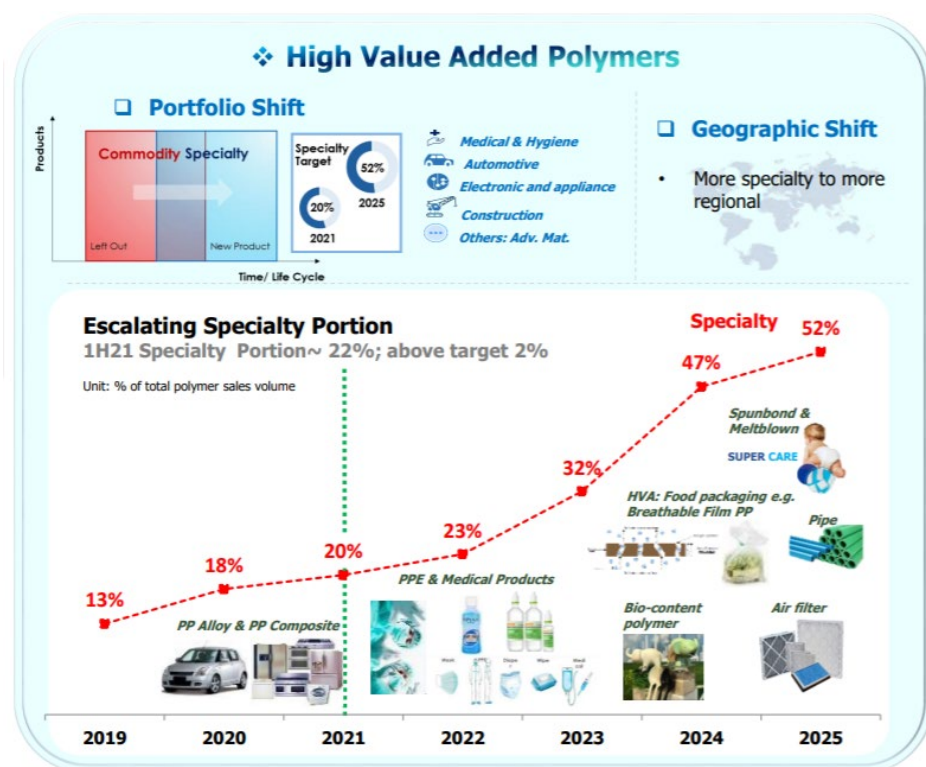 ❖ High Value Added Polymers
Portfolio Shift
Products
Commodity Specialty
Left Out
New Product
Time/ Life Cycle
Specialty
Target
52%
2025
20%
2021
Medical & Hygiene
Automotive
Electronic and appliance
Construction
Others: Adv. Mat.
Geographic Shift
• More specialty to more
regional
Escalating Specialty Portion
1H21 Specialty Portion~ 22%; above target 2%
Unit: % of total polymer sales volume
Specialty
13%
18%
20%
23%
32%
47%
52%
Spunbond &
Meltblown
SUPER CARE
HVA: Food packaging e.g.
Breathable Film PP
Pipe
PPE & Medical Products
Mask
Wipe
PP Alloy & PP Composite
Bio-content
polymer
Air filter
2019
2020
2021
2022
2023
2024
2025